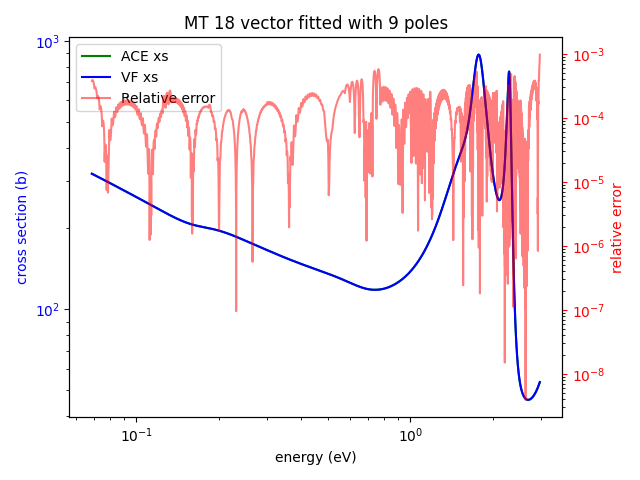 MT 18 vector fitted with 9 poles
ACE xs
VF xs
Relative error
cross section (b)
10³
10²
relative error
10⁻³
10⁻⁴
10⁻⁵
10⁻⁶
10⁻⁷
10⁻⁸
10⁻¹
10⁰
energy (eV)